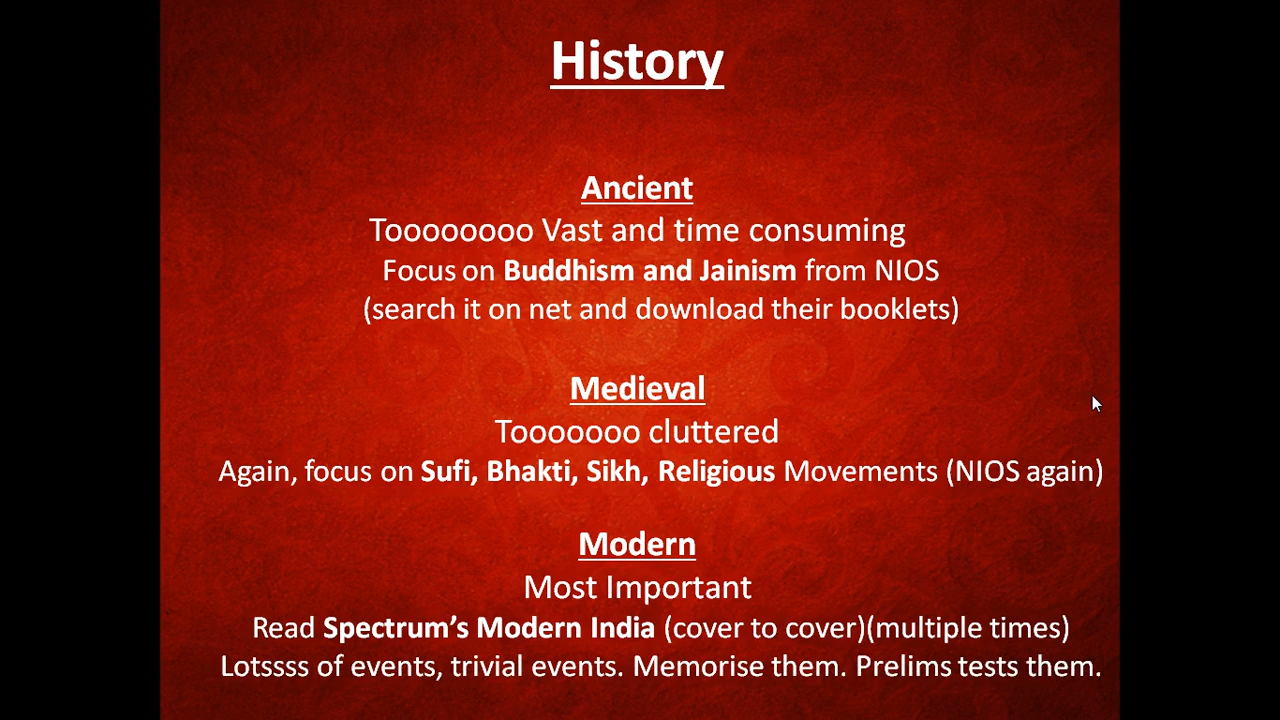 History
Ancient
Toooooooo Vast and time consuming
Focus on Buddhism and Jainism from NIOS
(search it on net and download their booklets)
Medieval
Tooooooo cluttered
Again, focus on Sufi, Bhakti, Sikh, Religious Movements (NIOS again)
Modern
Most Important
Read Spectrum’s Modern India (cover to cover)(multiple times)
Lotssss of events, trivial events. Memorise them. Prelims tests them.